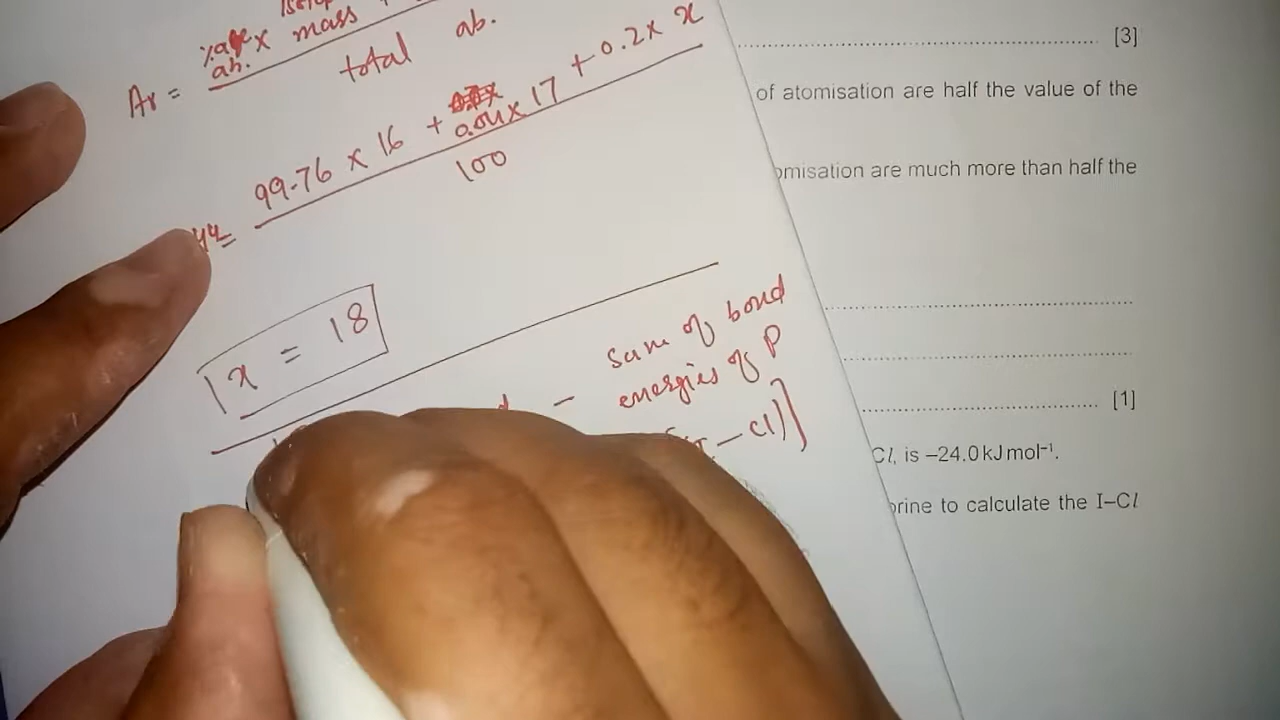 mass
Ar =
ab.
total ab.
99.76 × 16 + 0.04 × 17 + 0.2 × x
100
x = 18
– sum of bond
energies of P
– Cl)]
[3]
of atomisation are half the value of the
omisation are much more than half the
[1]
Cl, is –24.0 kJ mol⁻¹.
orine to calculate the I–Cl